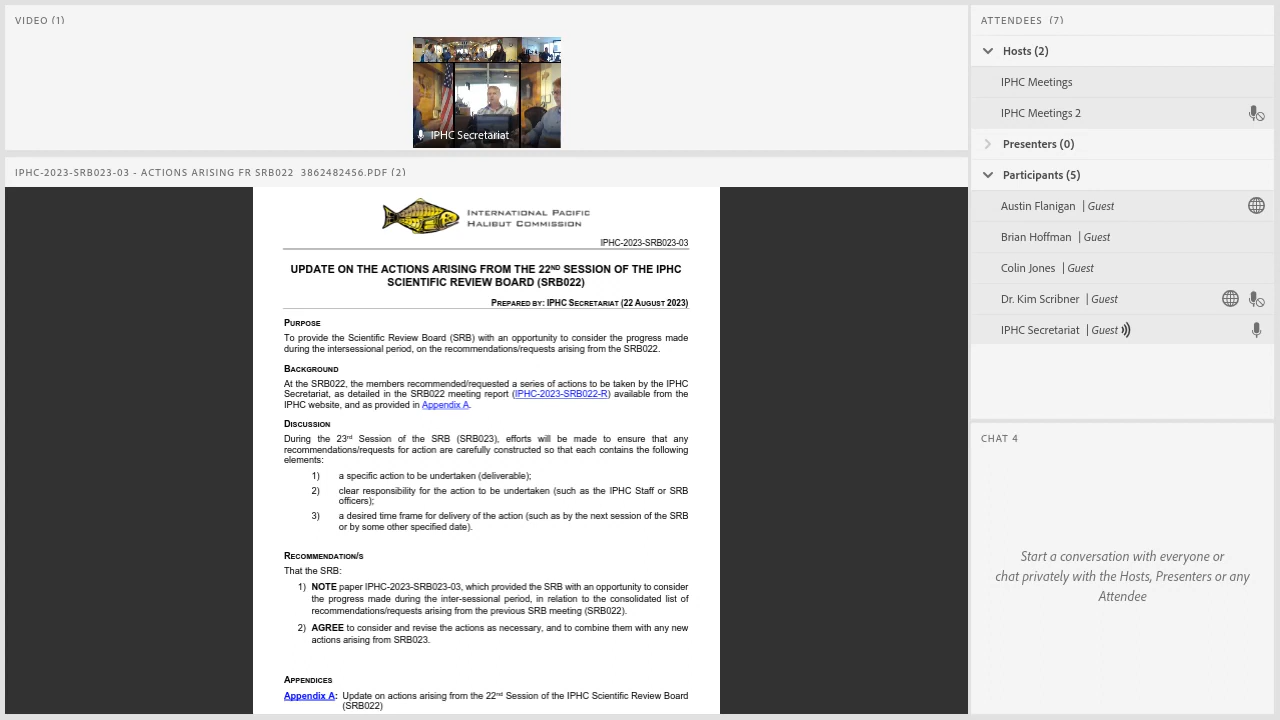 VIDEO (1)
IPHC Secretariat
IPHC-2023-SRB023-03 - ACTIONS ARISING FR SRB022_3862482456.PDF (2)
INTERNATIONAL PACIFIC
HALIBUT COMMISSION
IPHC-2023-SRB023-03
UPDATE ON THE ACTIONS ARISING FROM THE 22ND SESSION OF THE IPHC
SCIENTIFIC REVIEW BOARD (SRB022)
PREPARED BY: IPHC SECRETARIAT (22 AUGUST 2023)
PURPOSE
To provide the Scientific Review Board (SRB) with an opportunity to consider the progress made
during the intersessional period, on the recommendations/requests arising from the SRB022.
BACKGROUND
At the SRB022, the members recommended/requested a series of actions to be taken by the IPHC
Secretariat, as detailed in the SRB022 meeting report (IPHC-2023-SRB022-R) available from the
IPHC website, and as provided in Appendix A.
DISCUSSION
During the 23rd Session of the SRB (SRB023), efforts will be made to ensure that any
recommendations/requests for action are carefully constructed so that each contains the following
elements:
1) a specific action to be undertaken (deliverable);
2) clear responsibility for the action to be undertaken (such as the IPHC Staff or SRB
officers);
3) a desired time frame for delivery of the action (such as by the next session of the SRB
or by some other specified date).
RECOMMENDATION/S
That the SRB:
1) NOTE paper IPHC-2023-SRB023-03, which provided the SRB with an opportunity to consider
the progress made during the inter-sessional period, in relation to the consolidated list of
recommendations/requests arising from the previous SRB meeting (SRB022).
2) AGREE to consider and revise the actions as necessary, and to combine them with any new
actions arising from SRB023.
APPENDICES
Appendix A: Update on actions arising from the 22nd Session of the IPHC Scientific Review Board
(SRB022)
ATTENDEES (7)
Hosts (2)
IPHC Meetings
IPHC Meetings 2
Presenters (0)
Participants (5)
Austin Flanigan | Guest
Brian Hoffman | Guest
Colin Jones | Guest
Dr. Kim Scribner | Guest
IPHC Secretariat | Guest
CHAT 4
Start a conversation with everyone or
chat privately with the Hosts, Presenters or any
Attendee